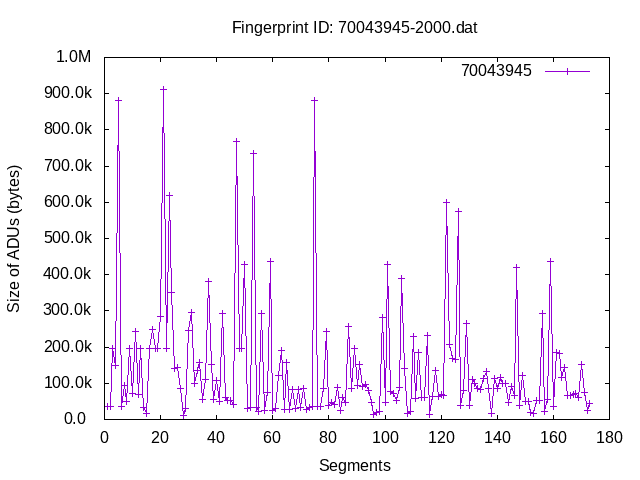 Fingerprint ID: 70043945-2000.dat
1.0M
70043945
900.0k
800.0k
700.0k
600.0k
500.0k
400.0k
300.0k
200.0k
100.0k
0.0
Size of ADUs (bytes)
0 20 40 60 80 100 120 140 160 180
Segments